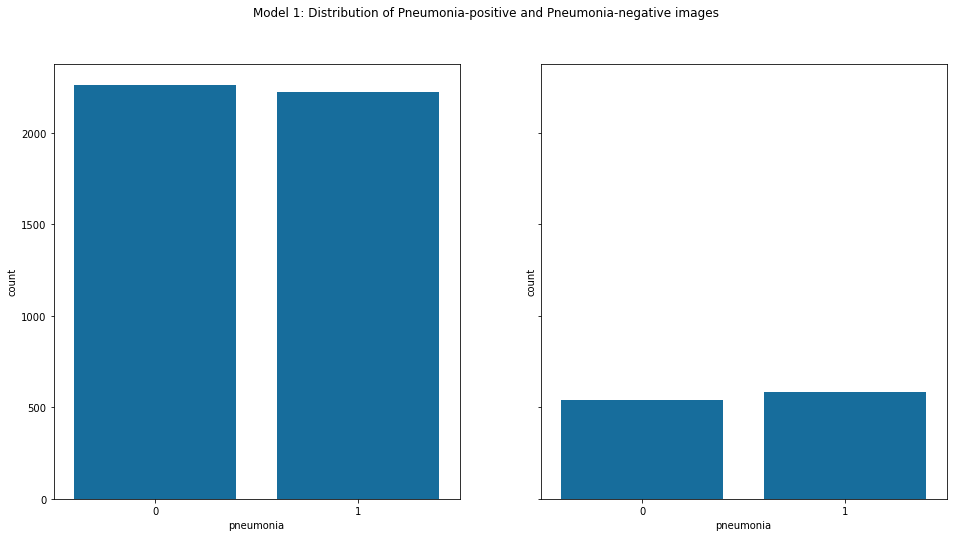 Model 1: Distribution of Pneumonia-positive and Pneumonia-negative images
2000
1500
1000
500
0
count
0 1
pneumonia
count
0 1
pneumonia